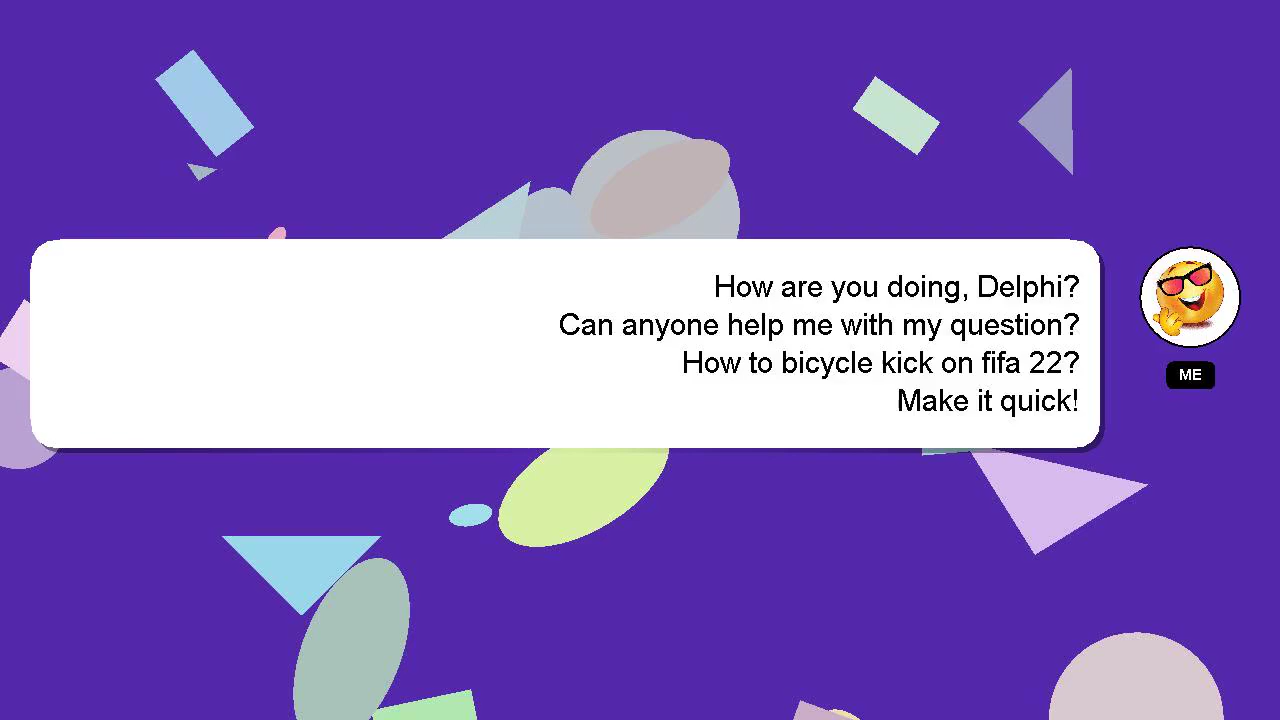 How are you doing, Delphi?
Can anyone help me with my question?
How to bicycle kick on fifa 22?
Make it quick!
ME